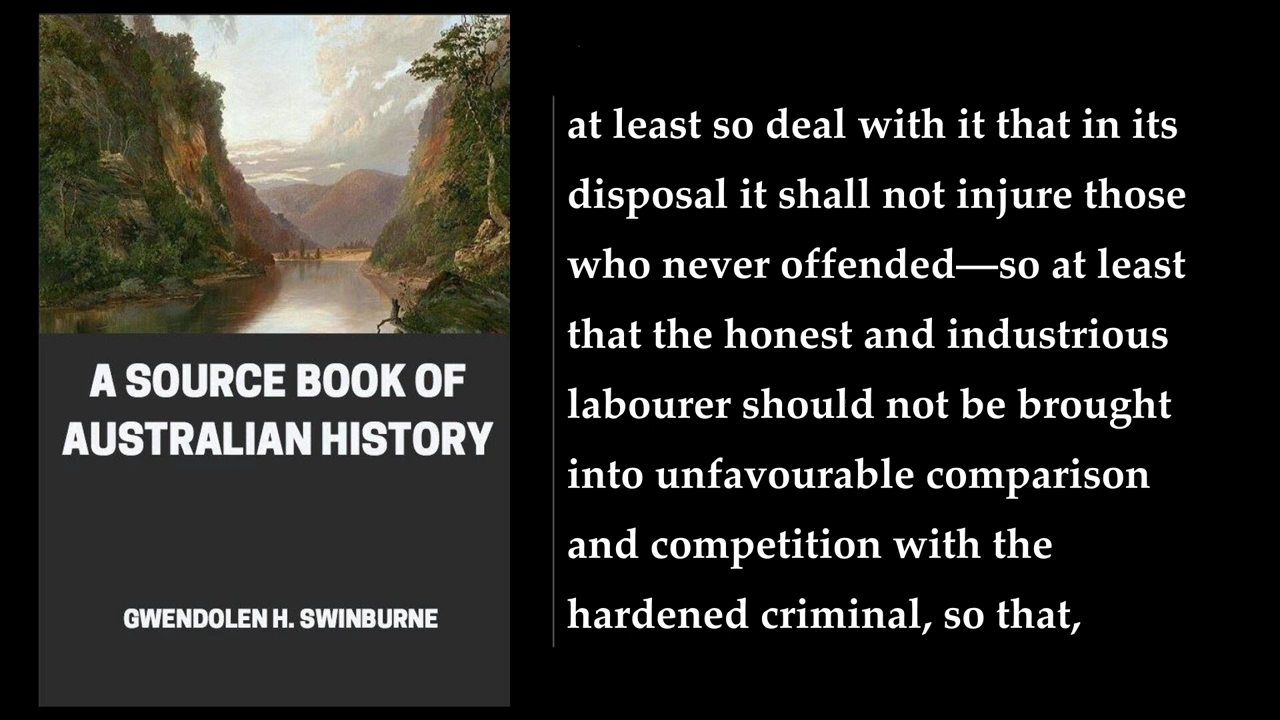 A SOURCE BOOK OF
AUSTRALIAN HISTORY
GWENDOLEN H. SWINBURNE
at least so deal with it that in its
disposal it shall not injure those
who never offended—so at least
that the honest and industrious
labourer should not be brought
into unfavourable comparison
and competition with the
hardened criminal, so that,